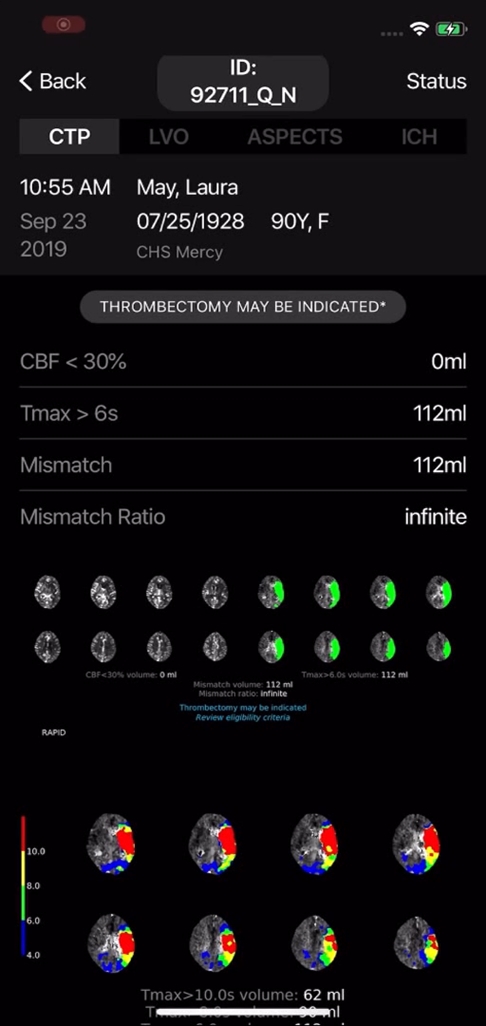 Back
ID:
92711_Q_N
Status
CTP LVO ASPECTS ICH
10:55 AM May, Laura
Sep 23 2019 07/25/1928 90Y, F
CHS Mercy
THROMBECTOMY MAY BE INDICATED*
CBF < 30% 0ml
Tmax > 6s 112ml
Mismatch 112ml
Mismatch Ratio infinite
CBF<30% volume: 0 ml Tmax>6.0s volume: 112 ml
Mismatch volume: 112 ml
Mismatch ratio: infinite
Thrombectomy may be indicated
Review eligibility criteria
RAPID
10.0
8.0
6.0
4.0
Tmax>10.0s volume: 62 ml